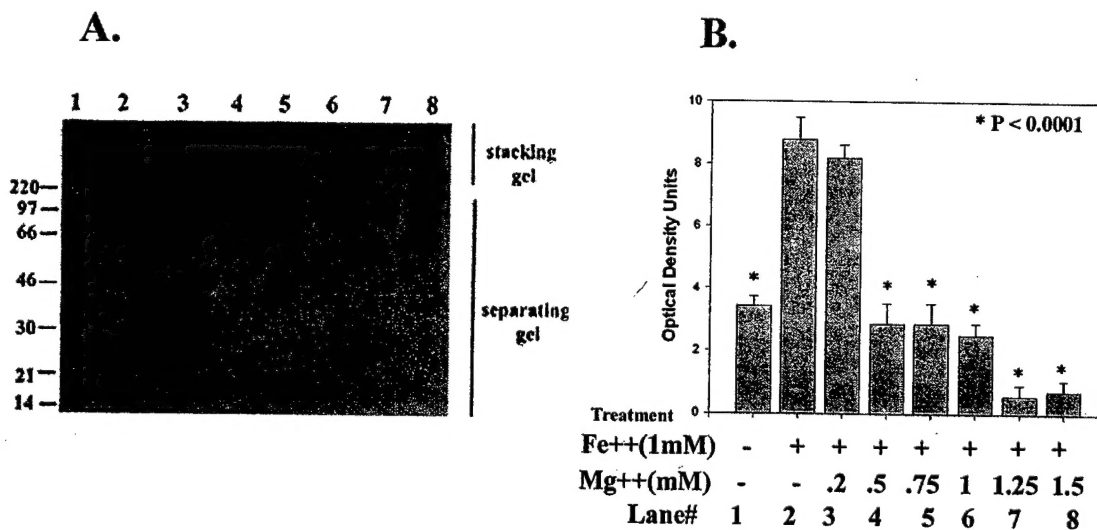 A.
1 2 3 4 5 6 7 8
stacking
gel
220
97
66
46
30
21
14
separating
gel
B.
* P < 0.0001
10
8
6
4
2
0
Optical Density Units
* * * * * *
Treatment
Fe++(1mM) - + + + + + + +
Mg++(mM) - - .2 .5 .75 1 1.25 1.5
Lane# 1 2 3 4 5 6 7 8